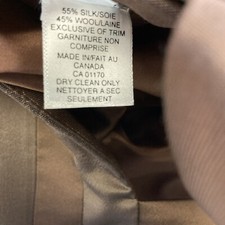 55% SILK/SOIE
45% WOOL/LAINE
EXCLUSIVE OF TRIM
GARNITURE NON
COMPRISE
MADE IN/FAIT AU
CANADA
CA 01170
DRY CLEAN ONLY
NETTOYER A SEC
SEULEMENT